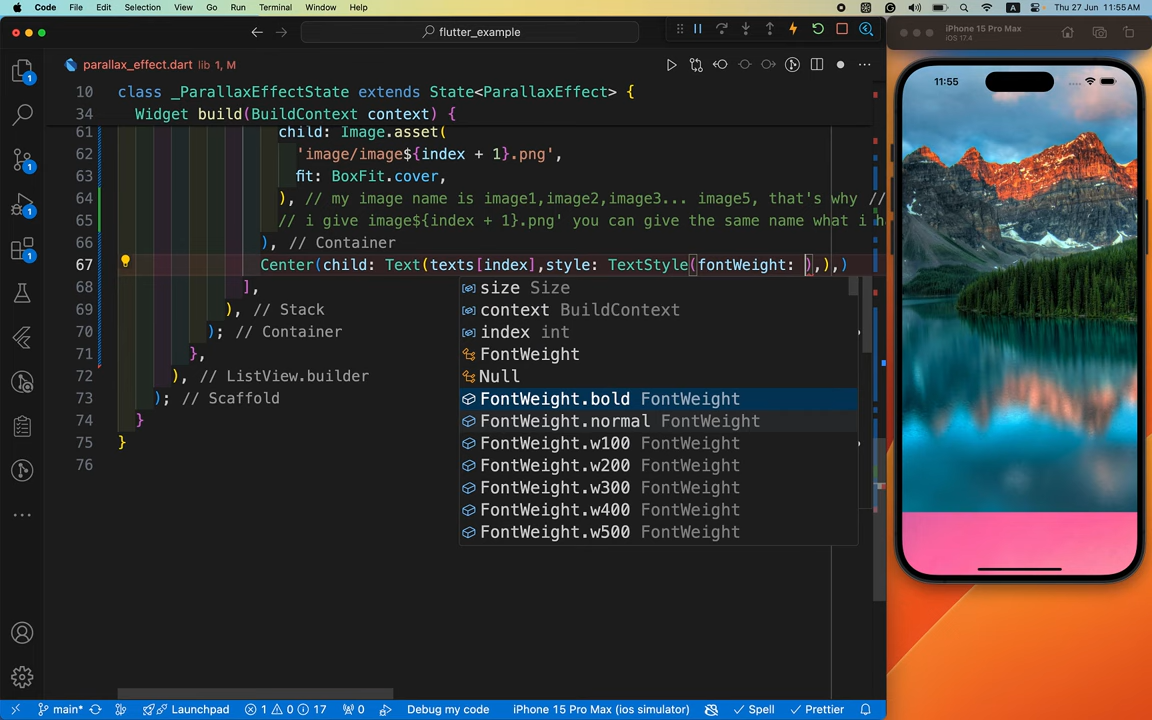 Code File Edit Selection View Go Run Terminal Window Help A Thu 27 Jun 11:55 AM
flutter_example
iPhone 15 Pro Max
iOS 17.4
parallax_effect.dart lib 1, M
10 class _ParallaxEffectState extends State<ParallaxEffect> {
34 Widget build(BuildContext context) {
61 child: Image.asset(
62 'image/image${index + 1}.png',
63 fit: BoxFit.cover,
64 ), // my image name is image1,image2,image3... image5, that's why //
65 // i give image${index + 1}.png' you can give the same name what i h
66 ), // Container
67 Center(child: Text(texts[index],style: TextStyle(fontWeight: ),),)
68 ],
69 ), // Stack
70 ); // Container
71 },
72 ), // ListView.builder
73 ); // Scaffold
74 }
75 }
76
size Size
context BuildContext
index int
FontWeight
Null
FontWeight.bold FontWeight
FontWeight.normal FontWeight
FontWeight.w100 FontWeight
FontWeight.w200 FontWeight
FontWeight.w300 FontWeight
FontWeight.w400 FontWeight
FontWeight.w500 FontWeight
11:55
1
1
1
1
main* Launchpad 1 0 17 0 Debug my code iPhone 15 Pro Max (ios simulator) Spell Prettier